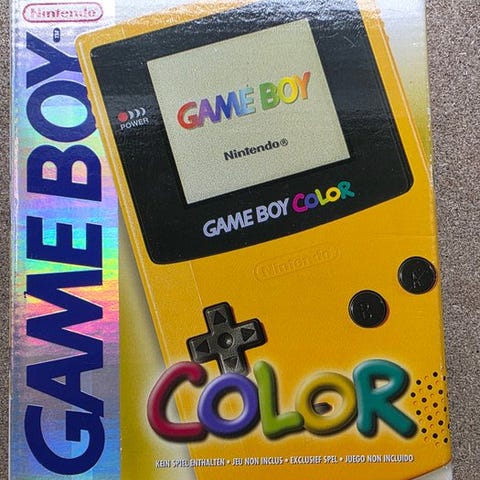 Nintendo
GAME BOY
POWER
GAME BOY
Nintendo®
GAME BOY COLOR
Nintendo
B
A
COLOR
KEIN SPIEL ENTHALTEN • JEU NON INCLUS • EXCLUSIEF SPEL • JUEGO NON INCLUIDO